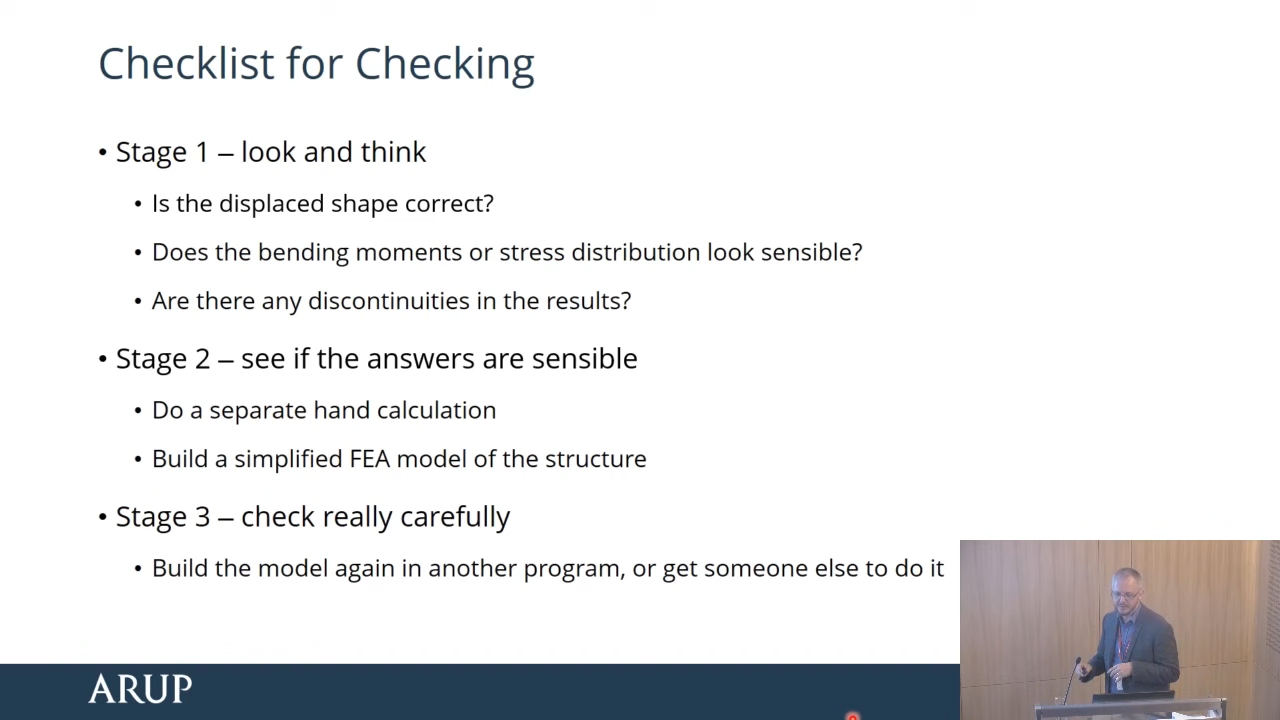 Checklist for Checking
• Stage 1 – look and think
• Is the displaced shape correct?
• Does the bending moments or stress distribution look sensible?
• Are there any discontinuities in the results?
• Stage 2 – see if the answers are sensible
• Do a separate hand calculation
• Build a simplified FEA model of the structure
• Stage 3 – check really carefully
• Build the model again in another program, or get someone else to do it
ARUP